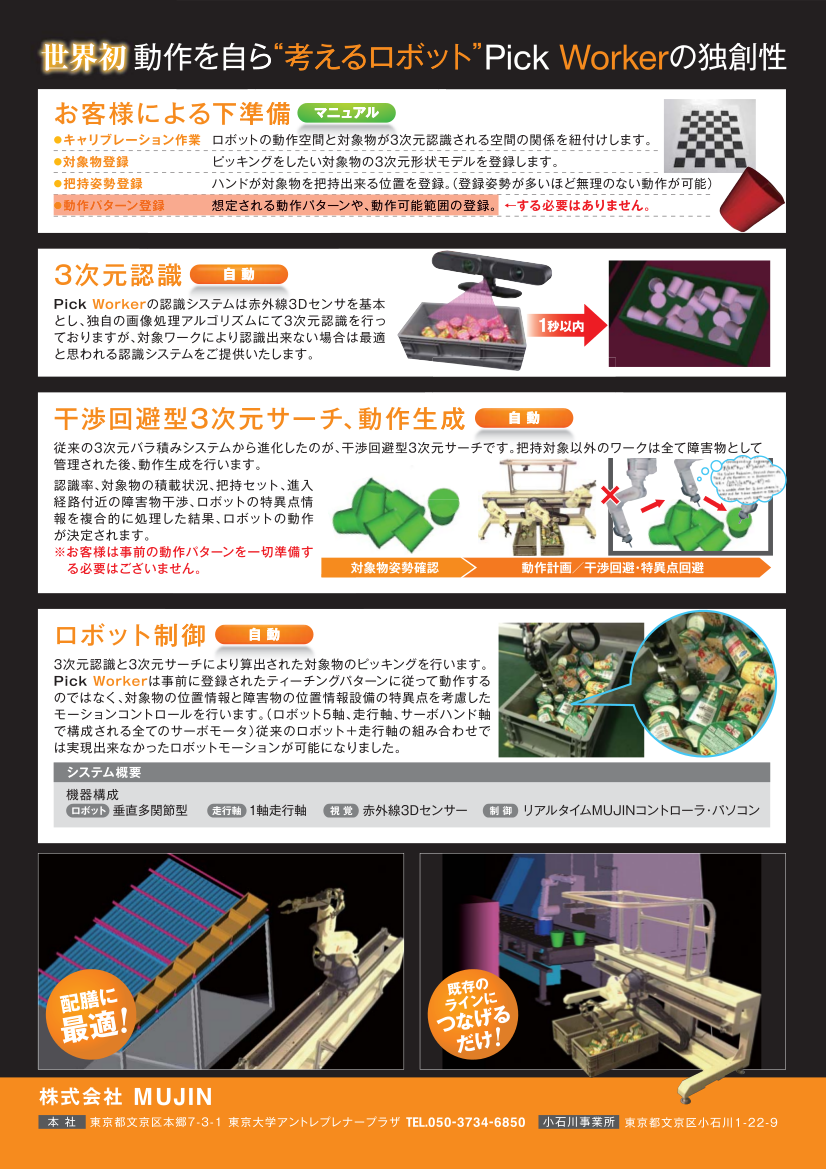 世界初 動作を自ら“考えるロボット”Pick Workerの独創性
お客様による下準備 マニュアル
●キャリブレーション作業 ロボットの動作空間と対象物が3次元認識される空間の関係を紐付けします。
●対象物登録 ピッキングをしたい対象物の3次元形状モデルを登録します。
●把持姿勢登録 ハンドが対象物を把持出来る位置を登録。（登録姿勢が多いほど無理のない動作が可能）
●動作パターン登録 想定される動作パターンや、動作可能範囲の登録。 ←する必要はありません。
3次元認識 自動
Pick Workerの認識システムは赤外線3Dセンサを基本
とし、独自の画像処理アルゴリズムにて3次元認識を行っ
ておりますが、対象ワークにより認識出来ない場合は最適
と思われる認識システムをご提供いたします。
1秒以内
干渉回避型3次元サーチ、動作生成 自動
従来の3次元バラ積みシステムから進化したのが、干渉回避型3次元サーチです。把持対象以外のワークは全て障害物として
管理された後、動作生成を行います。
認識率、対象物の積載状況、把持セット、進入
経路付近の障害物干渉、ロボットの特異点情
報を複合的に処理した結果、ロボットの動作
が決定されます。
※お客様は事前の動作パターンを一切準備す
る必要はございません。
対象物姿勢確認
動作計画／干渉回避・特異点回避
ロボット制御 自動
3次元認識と3次元サーチにより算出された対象物のピッキングを行います。
Pick Workerは事前に登録されたティーチングパターンに従って動作する
のではなく、対象物の位置情報と障害物の位置情報設備の特異点を考慮した
モーションコントロールを行います。（ロボット5軸、走行軸、サーボハンド軸
で構成される全てのサーボモータ）従来のロボット＋走行軸の組み合わせで
は実現出来なかったロボットモーションが可能になりました。
システム概要
機器構成
ロボット 垂直多関節型 走行軸 1軸走行軸 視覚 赤外線3Dセンサー 制御 リアルタイムMUJINコントローラ・パソコン
配膳に
最適！
既存の
ラインに
つなげる
だけ！
株式会社 MUJIN
本社 東京都文京区本郷7-3-1 東京大学アントレプレナープラザ TEL.050-3734-6850 小石川事業所 東京都文京区小石川1-22-9